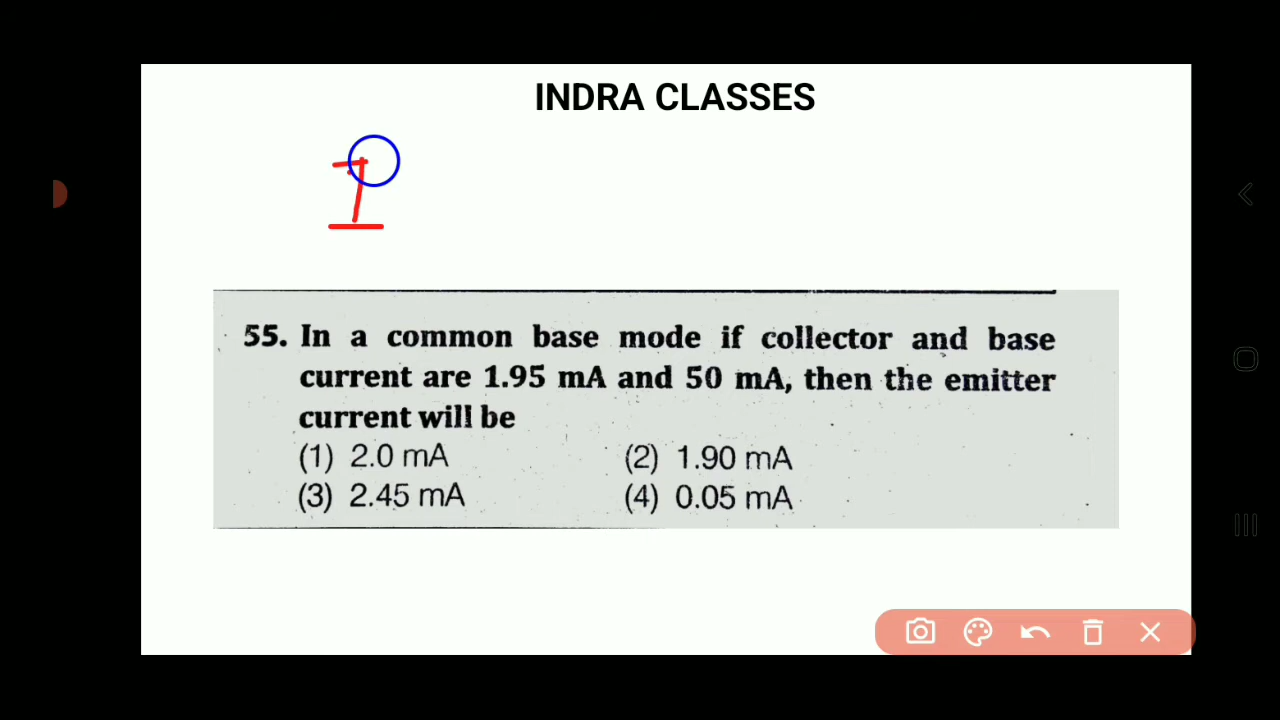 INDRA CLASSES
I
55. In a common base mode if collector and base
current are 1.95 mA and 50 mA, then the emitter
current will be
(1) 2.0 mA (2) 1.90 mA
(3) 2.45 mA (4) 0.05 mA